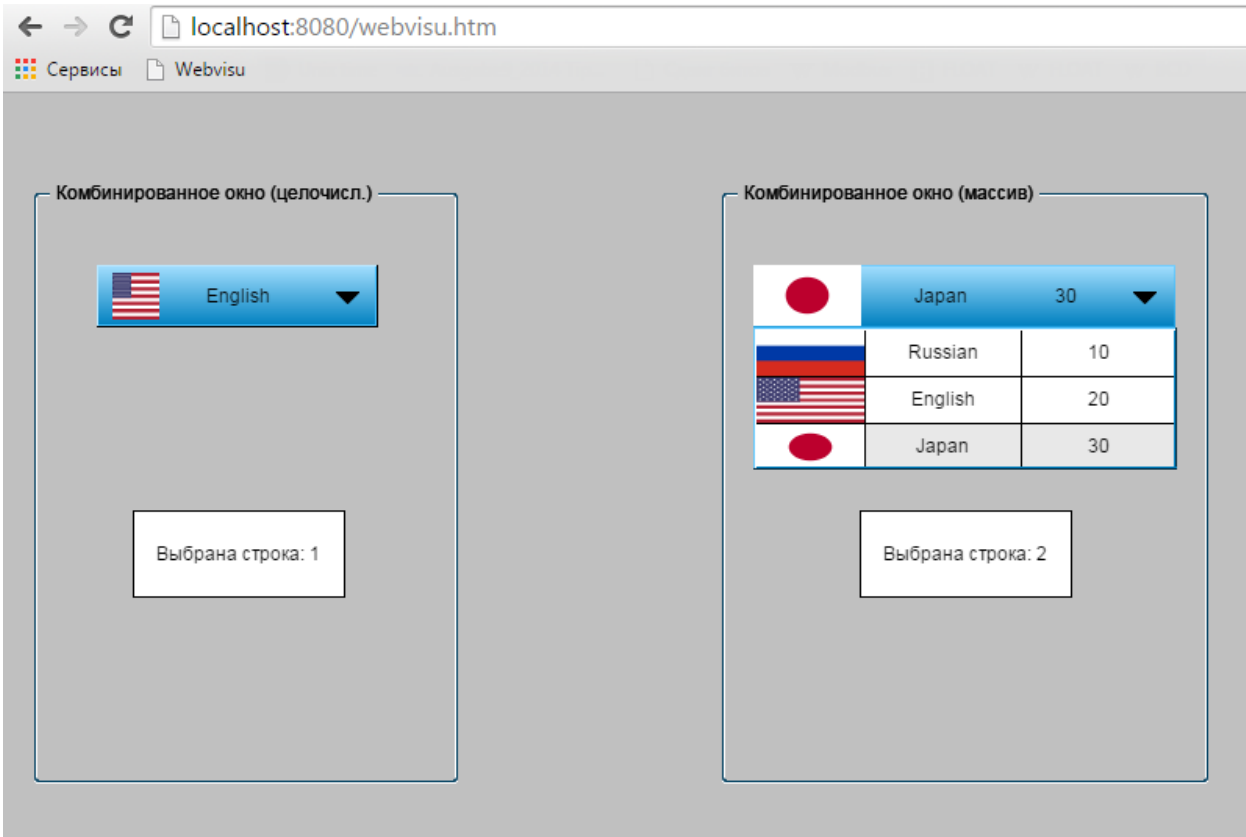 localhost:8080/webvisu.htm
Сервисы Webvisu
Комбинированное окно (целочисл.)
English
Выбрана строка: 1
Комбинированное окно (массив)
Japan 30
Russian 10
English 20
Japan 30
Выбрана строка: 2